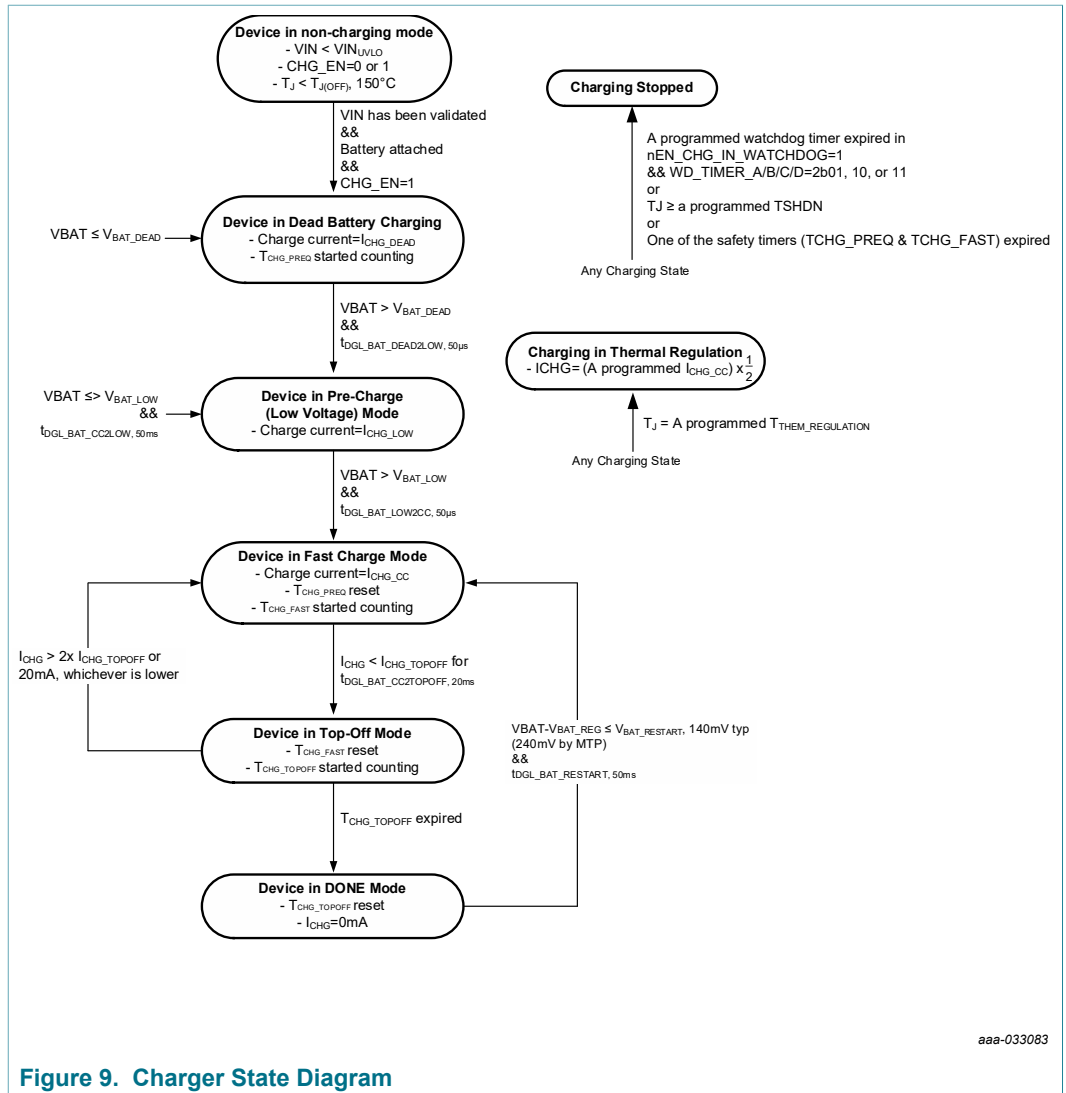 Device in non-charging mode
- VIN < VINUVLO
- CHG_EN=0 or 1
- TJ < TJ(OFF), 150°C
VIN has been validated
&&
Battery attached
&&
CHG_EN=1
Charging Stopped
A programmed watchdog timer expired in
nEN_CHG_IN_WATCHDOG=1
&& WD_TIMER_A/B/C/D=2b01, 10, or 11
or
TJ ≥ a programmed TSHDN
or
One of the safety timers (TCHG_PREQ & TCHG_FAST) expired
Any Charging State
VBAT ≤ VBAT_DEAD
Device in Dead Battery Charging
- Charge current=ICHG_DEAD
- TCHG_PREQ started counting
VBAT > VBAT_DEAD
&&
tDGL_BAT_DEAD2LOW, 50µs
Charging in Thermal Regulation
- ICHG= (A programmed ICHG_CC) x 1/2
TJ = A programmed TTHEM_REGULATION
Any Charging State
VBAT ≤> VBAT_LOW
&&
tDGL_BAT_CC2LOW, 50ms
Device in Pre-Charge
(Low Voltage) Mode
- Charge current=ICHG_LOW
VBAT > VBAT_LOW
&&
tDGL_BAT_LOW2CC, 50µs
Device in Fast Charge Mode
- Charge current=ICHG_CC
- TCHG_PREQ reset
- TCHG_FAST started counting
ICHG > 2x ICHG_TOPOFF or
20mA, whichever is lower
ICHG < ICHG_TOPOFF for
tDGL_BAT_CC2TOPOFF, 20ms
Device in Top-Off Mode
- TCHG_FAST reset
- TCHG_TOPOFF started counting
VBAT-VBAT_REG ≤ VBAT_RESTART, 140mV typ
(240mV by MTP)
&&
tDGL_BAT_RESTART, 50ms
TCHG_TOPOFF expired
Device in DONE Mode
- TCHG_TOPOFF reset
- ICHG=0mA
aaa-033083
Figure 9. Charger State Diagram